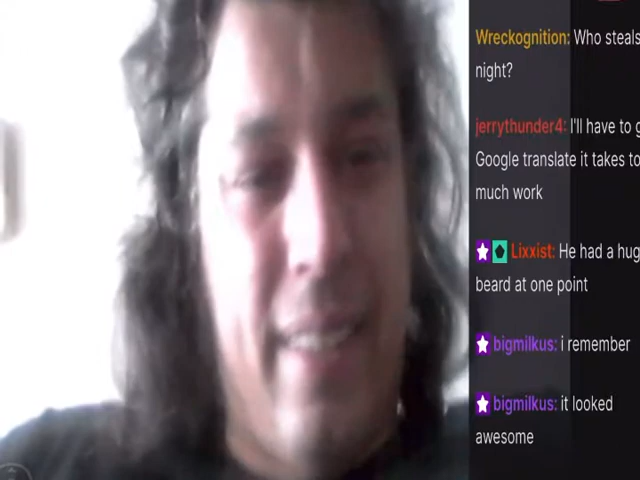 Wreckognition: Who steals
night?
jerrythunder4: I'll have to
Google translate it takes to
much work
Lixxist: He had a hug
beard at one point
bigmilkus: i remember
bigmilkus: it looked
awesome